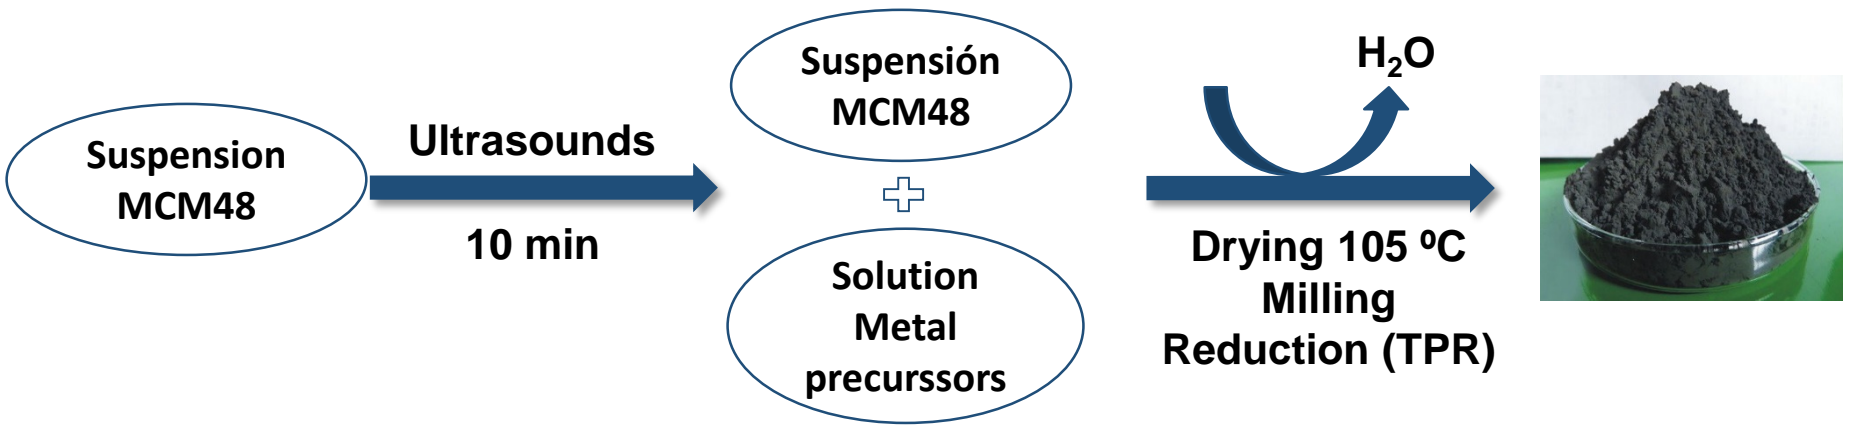 Suspension
MCM48
Ultrasounds
10 min
Suspensión
MCM48
Solution
Metal
precurssors
H₂O
Drying 105 ºC
Milling
Reduction (TPR)